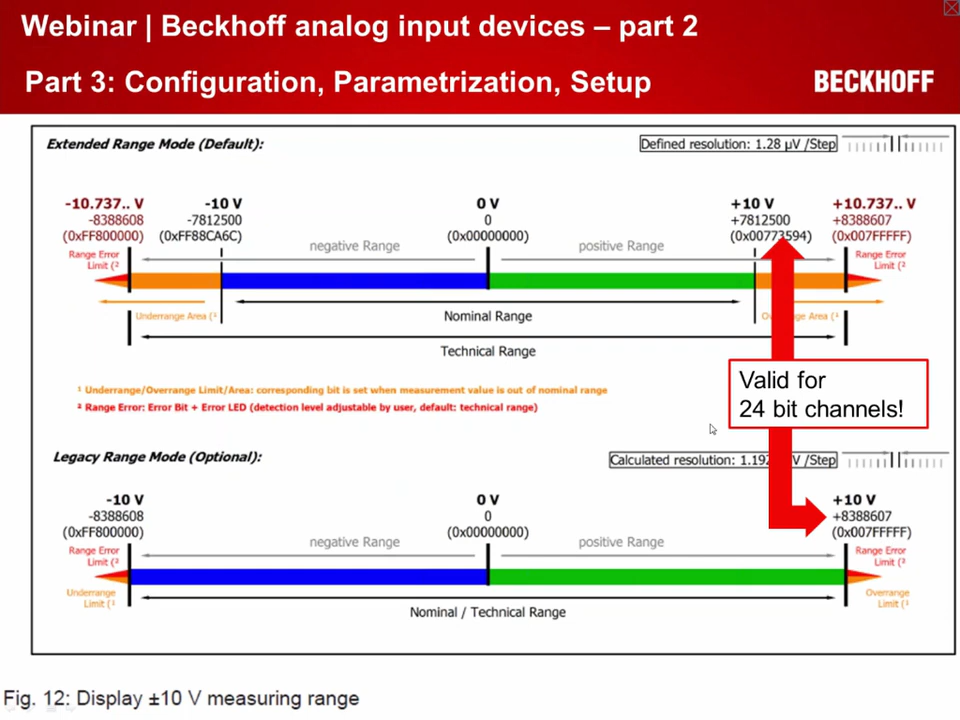 Webinar | Beckhoff analog input devices – part 2
Part 3: Configuration, Parametrization, Setup
BECKHOFF
Extended Range Mode (Default):
Defined resolution: 1.28 µV /Step
-10.737.. V
-8388608
(0xFF800000)
-10 V
-7812500
(0xFF88CA6C)
0 V
0
(0x00000000)
+10 V
+7812500
(0x00773594)
+10.737.. V
+8388607
(0x007FFFFF)
negative Range
positive Range
Range Error
Limit (²
Range Error
Limit (²
Underrange Area (¹
Nominal Range
Area (¹
Technical Range
¹ Underrange/Overrange Limit/Area: corresponding bit is set when measurement value is out of nominal range
² Range Error: Error Bit + Error LED (detection level adjustable by user, default: technical range)
Valid for
24 bit channels!
Legacy Range Mode (Optional):
Calculated resolution: 1.19 V /Step
-10 V
-8388608
(0xFF800000)
0 V
0
(0x00000000)
+10 V
+8388607
(0x007FFFFF)
negative Range
positive Range
Range Error
Limit (²
Range Error
Limit (²
Underrange
Limit (¹
Overrange
Limit (¹
Nominal / Technical Range
Fig. 12: Display ±10 V measuring range